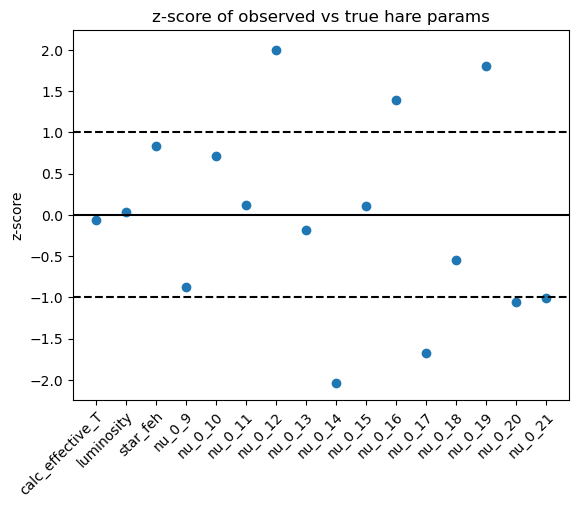 z-score of observed vs true hare params
z-score
2.0
1.5
1.0
0.5
0.0
−0.5
−1.0
−1.5
−2.0
calc_effective_T
luminosity
star_feh
nu_0_9
nu_0_10
nu_0_11
nu_0_12
nu_0_13
nu_0_14
nu_0_15
nu_0_16
nu_0_17
nu_0_18
nu_0_19
nu_0_20
nu_0_21